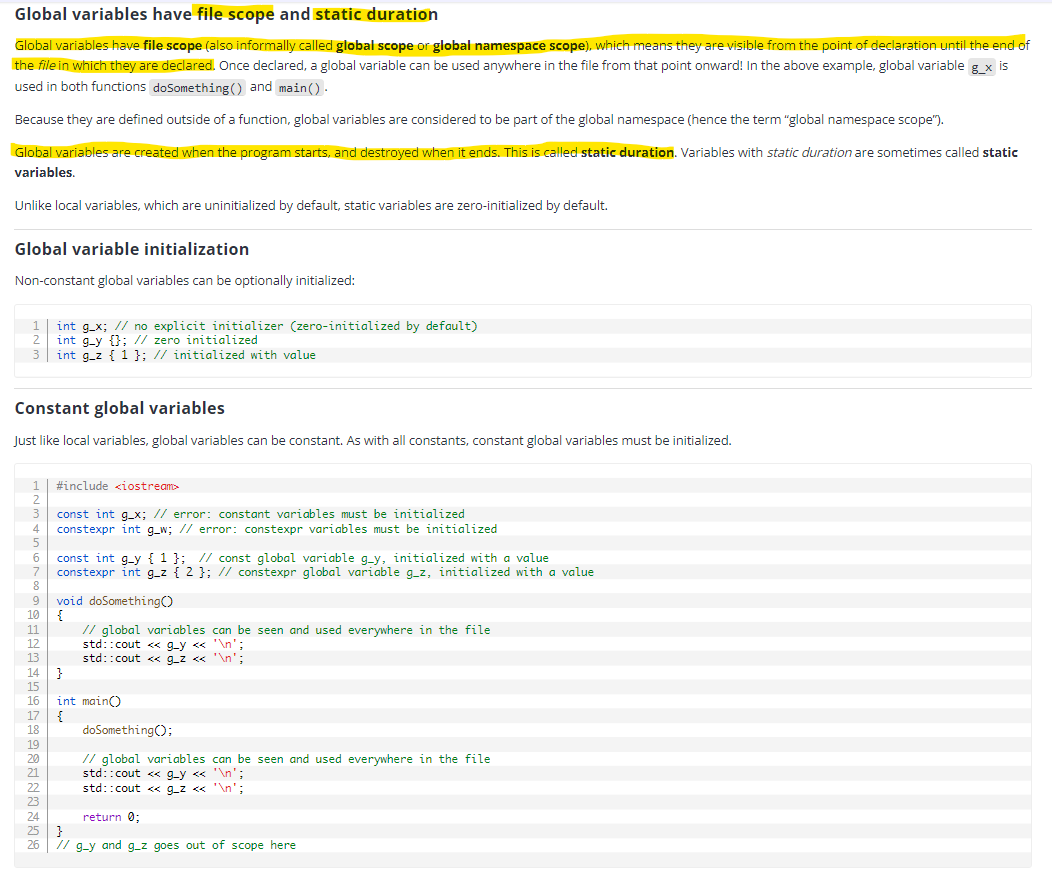 Global variables have file scope and static duration
Global variables have file scope (also informally called global scope or global namespace scope), which means they are visible from the point of declaration until the end of
the file in which they are declared. Once declared, a global variable can be used anywhere in the file from that point onward! In the above example, global variable g_x is
used in both functions doSomething() and main().
Because they are defined outside of a function, global variables are considered to be part of the global namespace (hence the term “global namespace scope”).
Global variables are created when the program starts, and destroyed when it ends. This is called static duration. Variables with static duration are sometimes called static
variables.
Unlike local variables, which are uninitialized by default, static variables are zero-initialized by default.
Global variable initialization
Non-constant global variables can be optionally initialized:
1 int g_x; // no explicit initializer (zero-initialized by default)
2 int g_y {}; // zero initialized
3 int g_z { 1 }; // initialized with value
Constant global variables
Just like local variables, global variables can be constant. As with all constants, constant global variables must be initialized.
1 #include <iostream>
2
3 const int g_x; // error: constant variables must be initialized
4 constexpr int g_w; // error: constexpr variables must be initialized
5
6 const int g_y { 1 };  // const global variable g_y, initialized with a value
7 constexpr int g_z { 2 }; // constexpr global variable g_z, initialized with a value
8
9 void doSomething()
10 {
11     // global variables can be seen and used everywhere in the file
12     std::cout << g_y << '\n';
13     std::cout << g_z << '\n';
14 }
15
16 int main()
17 {
18     doSomething();
19
20     // global variables can be seen and used everywhere in the file
21     std::cout << g_y << '\n';
22     std::cout << g_z << '\n';
23
24     return 0;
25 }
26 // g_y and g_z goes out of scope here